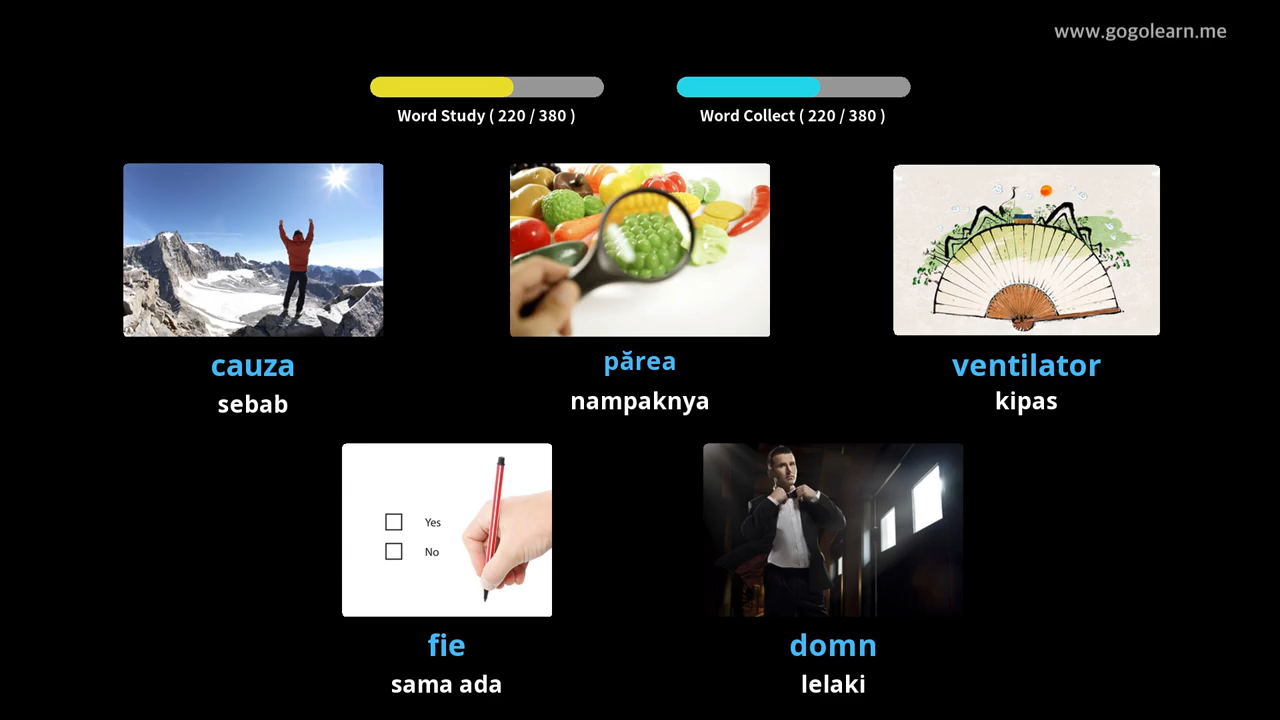 www.gogolearn.me
Word Study ( 220 / 380 )
Word Collect ( 220 / 380 )
cauza
sebab
părea
nampaknya
ventilator
kipas
Yes
No
fie
sama ada
domn
lelaki